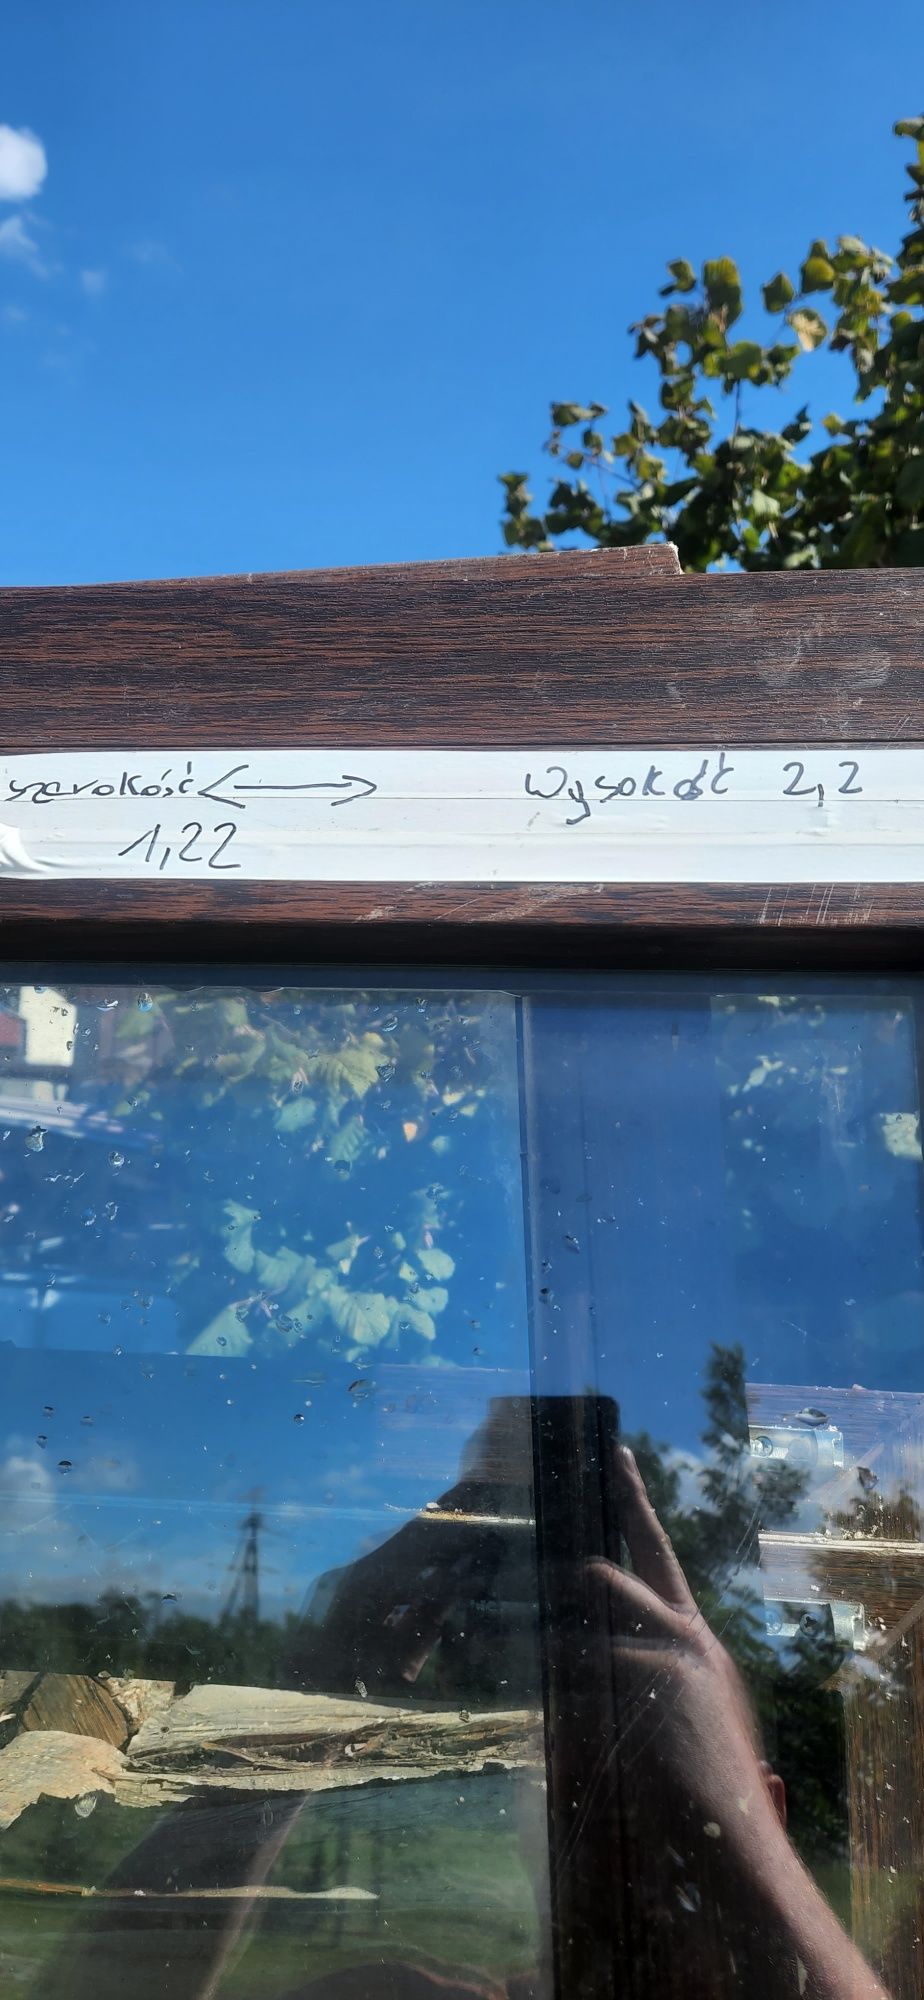 szerokość <——> wysokość 2,2
1,22